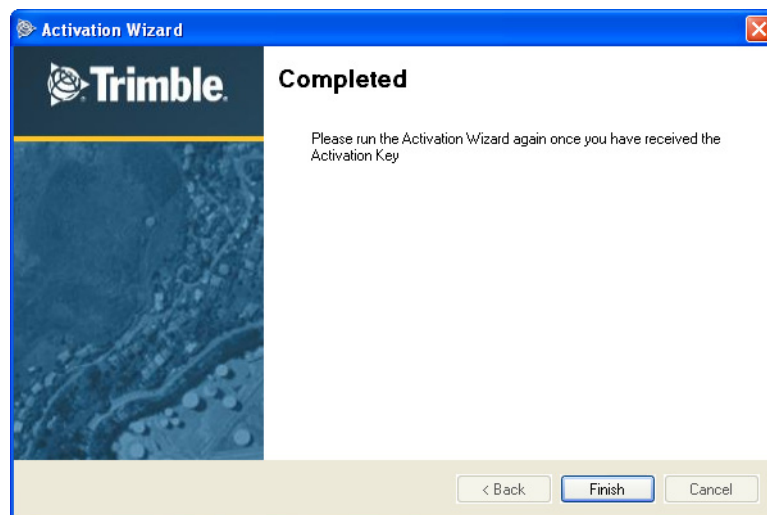 Activation Wizard
Trimble.
Completed
Please run the Activation Wizard again once you have received the
Activation Key
< Back
Finish
Cancel